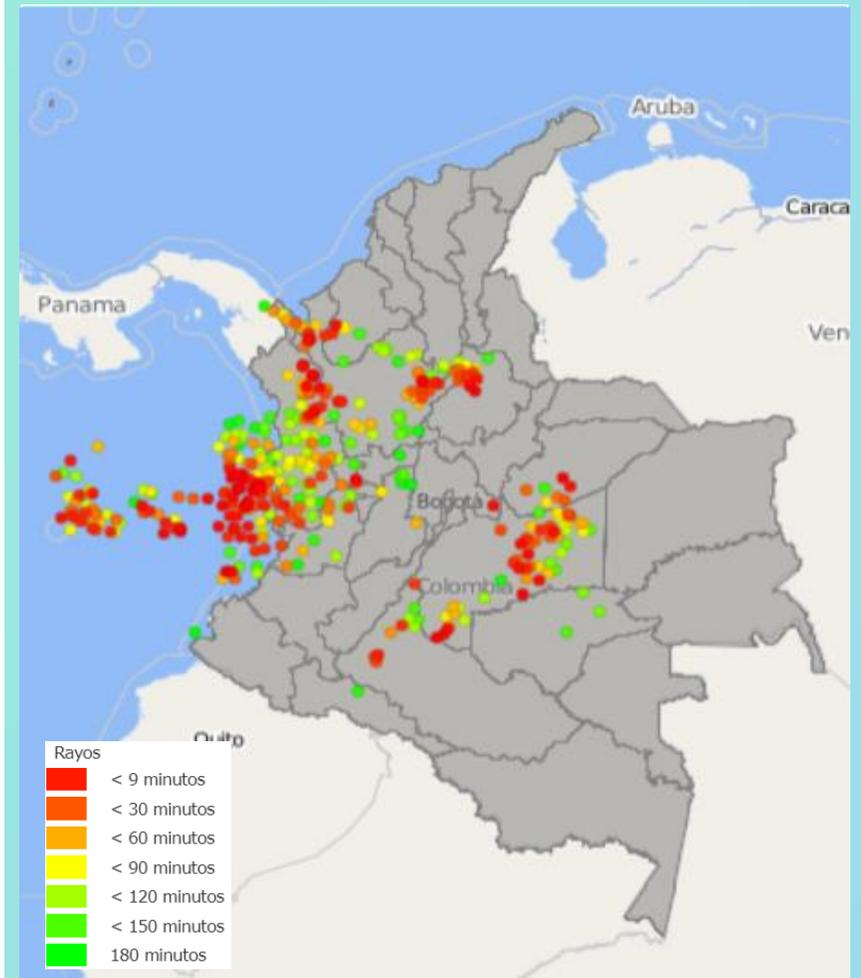 Aruba
Caraca
Panama
Ven
Bogotá
Colombia
Quito
Rayos
< 9 minutos
< 30 minutos
< 60 minutos
< 90 minutos
< 120 minutos
< 150 minutos
180 minutos